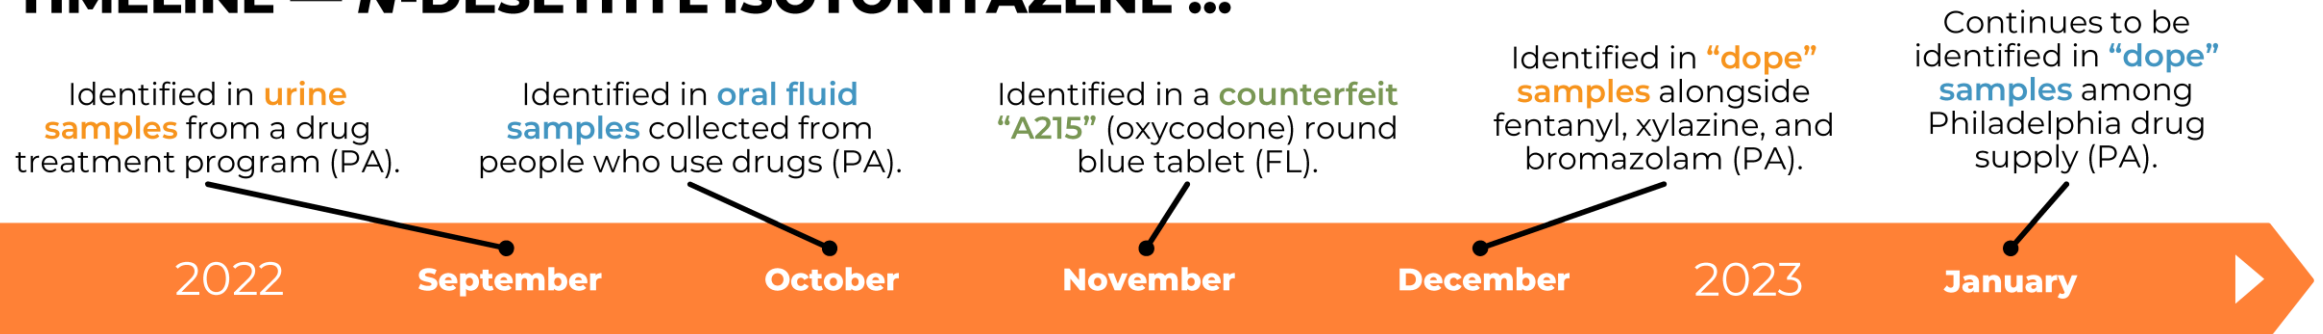 TIMELINE — N-DESETHYL ISOTONITAZENE ...
Identified in urine
samples from a drug
treatment program (PA).
Identified in oral fluid
samples collected from
people who use drugs (PA).
Identified in a counterfeit
“A215” (oxycodone) round
blue tablet (FL).
Identified in “dope”
samples alongside
fentanyl, xylazine, and
bromazolam (PA).
Continues to be
identified in “dope”
samples among
Philadelphia drug
supply (PA).
2022 September October November December 2023 January